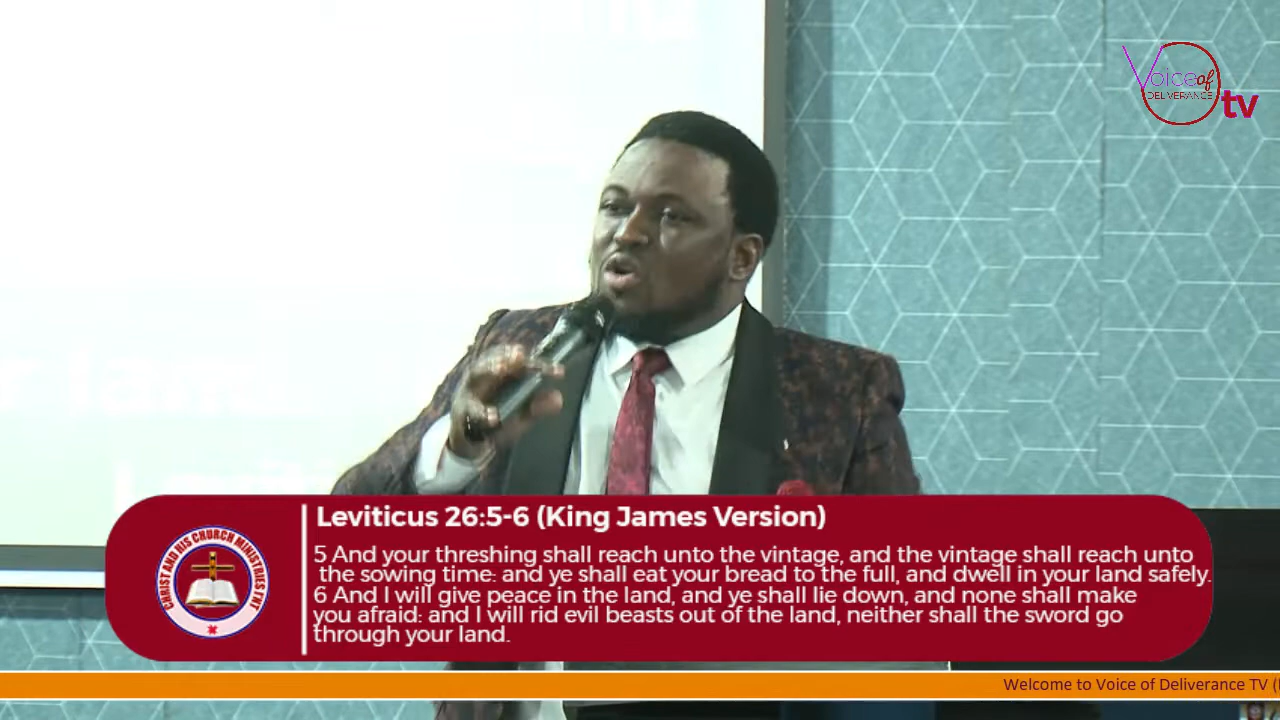 Voice of
DELIVERANCE tv
Leviticus 26:5-6 (King James Version)
5 And your threshing shall reach unto the vintage, and the vintage shall reach unto
the sowing time: and ye shall eat your bread to the full, and dwell in your land safely.
6 And I will give peace in the land, and ye shall lie down, and none shall make
you afraid: and I will rid evil beasts out of the land, neither shall the sword go
through your land.
CHRIST AND HIS CHURCH MINISTRIES INT
Welcome to Voice of Deliverance TV (